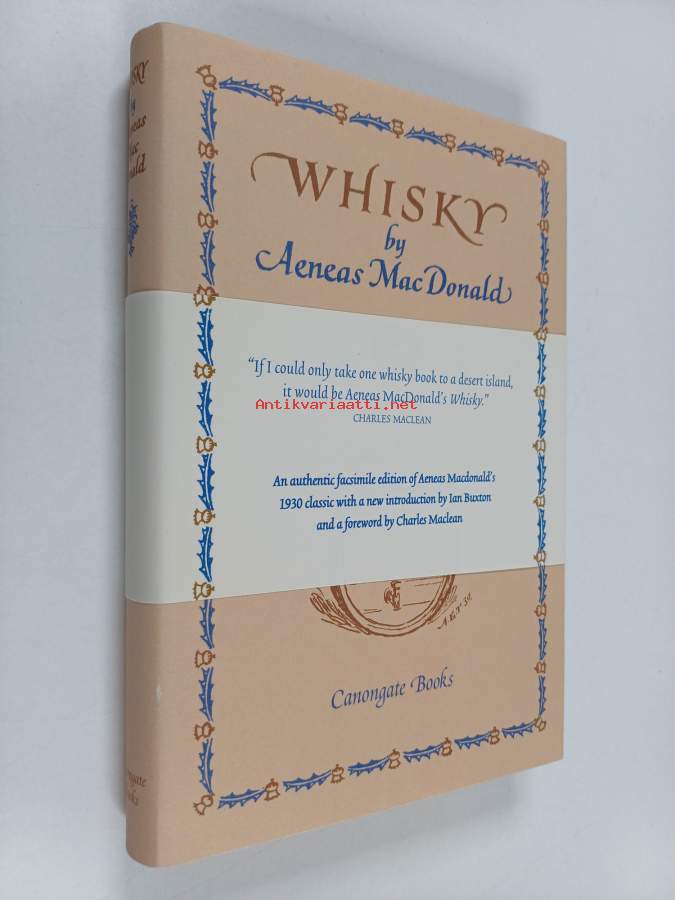 WHISKY
by
Aeneas MacDonald
"If I could only take one whisky book to a desert island,
it would be Aeneas MacDonald's Whisky."
Antikvariaatti.net
CHARLES MACLEAN
An authentic facsimile edition of Aeneas Macdonald's
1930 classic with a new introduction by Ian Buxton
and a foreword by Charles Maclean
Canongate Books